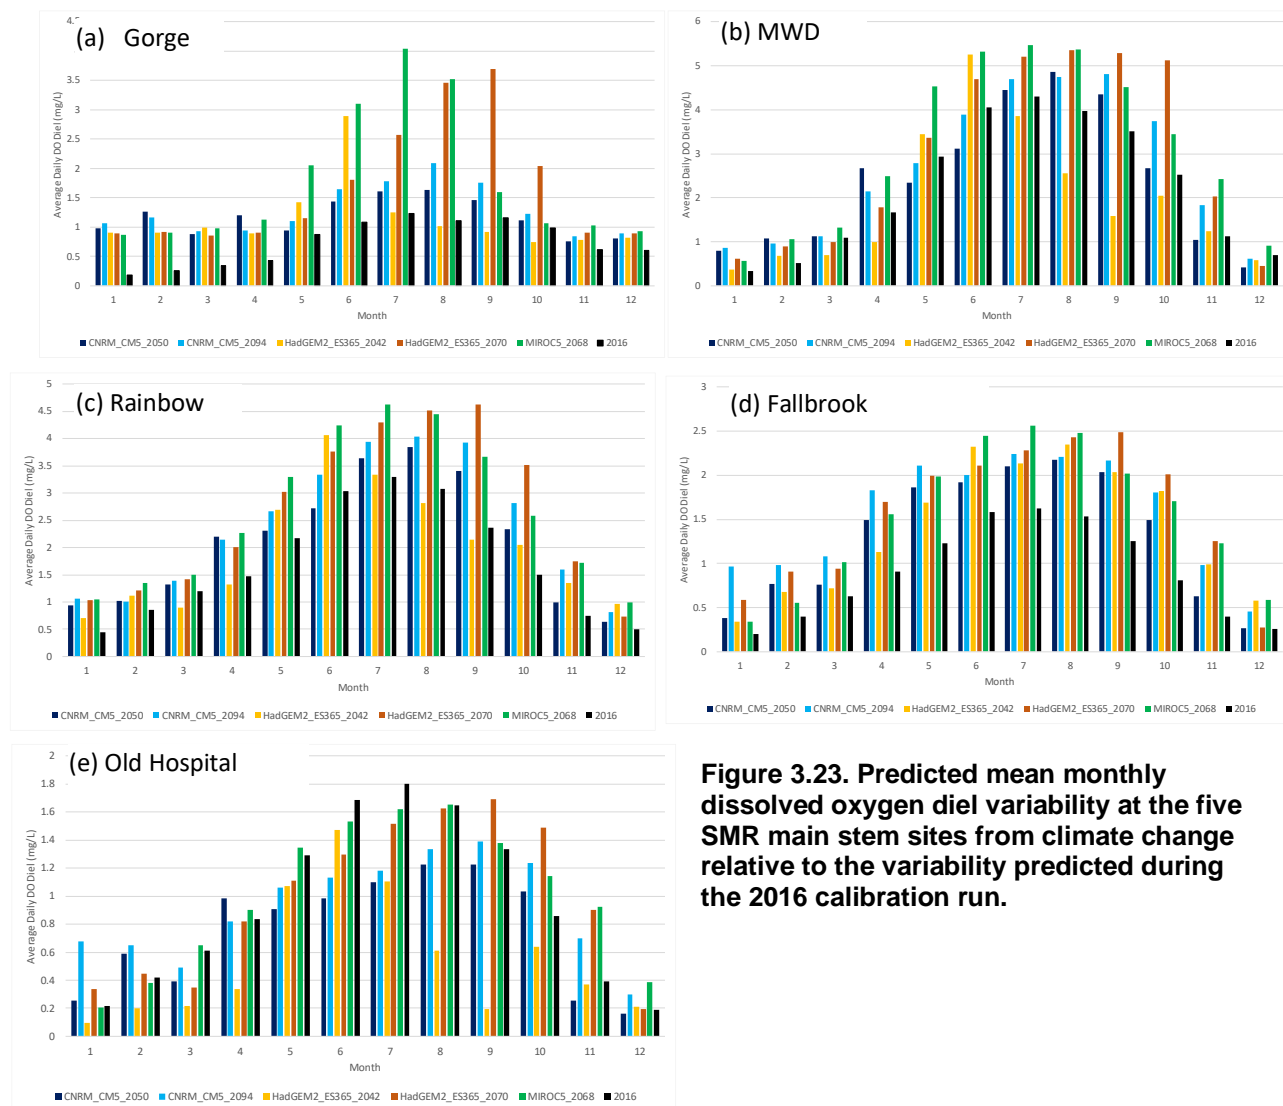 (a) Gorge
4.5
3.5
3
2.5
2
1.5
1
0.5
0
Average Daily DO Diel (mg/L)
1 2 3 4 5 6 7 8 9 10 11 12
Month
CNRM_CM5_2050 CNRM_CM5_2094 HadGEM2_ES365_2042 HadGEM2_ES365_2070 MIROC5_2068 2016
(b) MWD
6
5
4
3
2
1
0
Average Daily DO Diel (mg/L)
1 2 3 4 5 6 7 8 9 10 11 12
Month
CNRM_CM5_2050 CNRM_CM5_2094 HadGEM2_ES365_2042 HadGEM2_ES365_2070 MIROC5_2068 2016
(c) Rainbow
5
4.5
4
3.5
3
2.5
2
1.5
1
0.5
0
Average Daily DO Diel (mg/L)
1 2 3 4 5 6 7 8 9 10 11 12
Month
CNRM_CM5_2050 CNRM_CM5_2094 HadGEM2_ES365_2042 HadGEM2_ES365_2070 MIROC5_2068 2016
(d) Fallbrook
3
2.5
2
1.5
1
0.5
0
Average Daily DO Diel (mg/L)
1 2 3 4 5 6 7 8 9 10 11 12
Month
CNRM_CM5_2050 CNRM_CM5_2094 HadGEM2_ES365_2042 HadGEM2_ES365_2070 MIROC5_2068 2016
(e) Old Hospital
2
1.8
1.6
1.4
1.2
1
0.8
0.6
0.4
0.2
0
Average Daily DO Diel (mg/L)
1 2 3 4 5 6 7 8 9 10 11 12
Month
CNRM_CM5_2050 CNRM_CM5_2094 HadGEM2_ES365_2042 HadGEM2_ES365_2070 MIROC5_2068 2016
Figure 3.23. Predicted mean monthly
dissolved oxygen diel variability at the five
SMR main stem sites from climate change
relative to the variability predicted during
the 2016 calibration run.